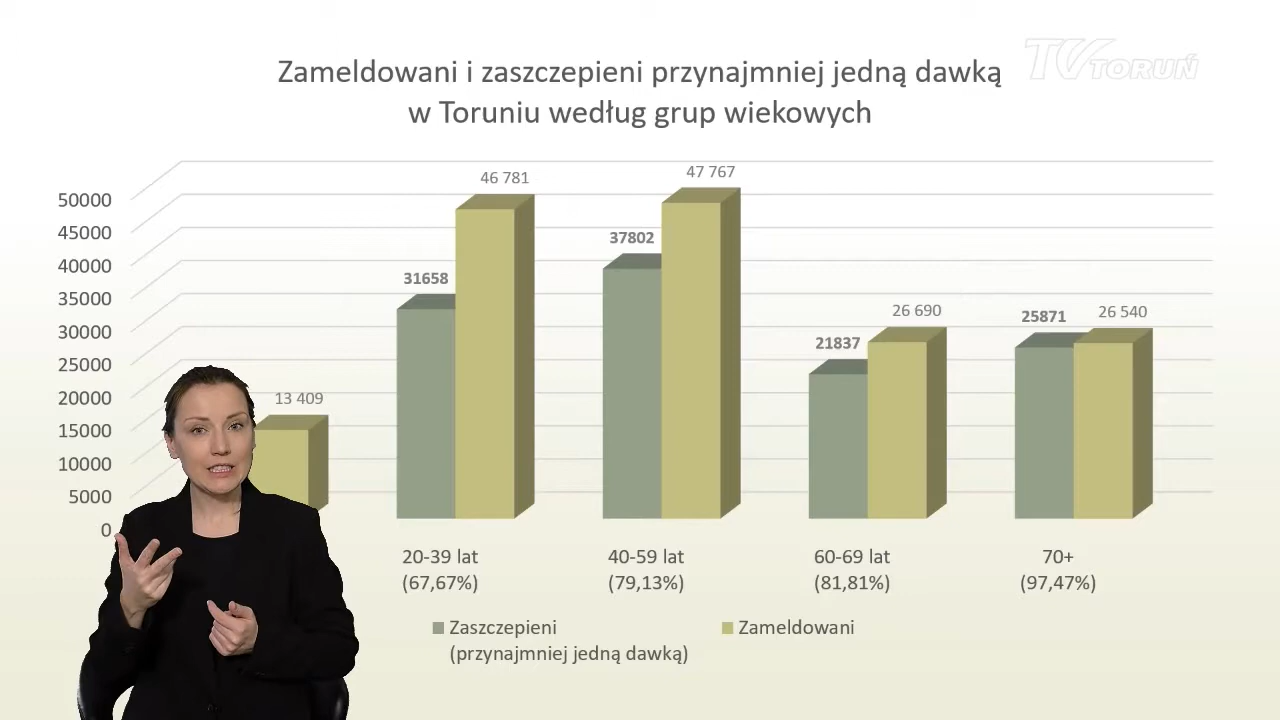 TV TORUŃ
Zameldowani i zaszczepieni przynajmniej jedną dawką
w Toruniu według grup wiekowych
50000
45000
40000
35000
30000
25000
20000
15000
10000
5000
0
13 409
31658
46 781
37802
47 767
21837
26 690
25871
26 540
20-39 lat
(67,67%)
40-59 lat
(79,13%)
60-69 lat
(81,81%)
70+
(97,47%)
Zaszczepieni
(przynajmniej jedną dawką)
Zameldowani